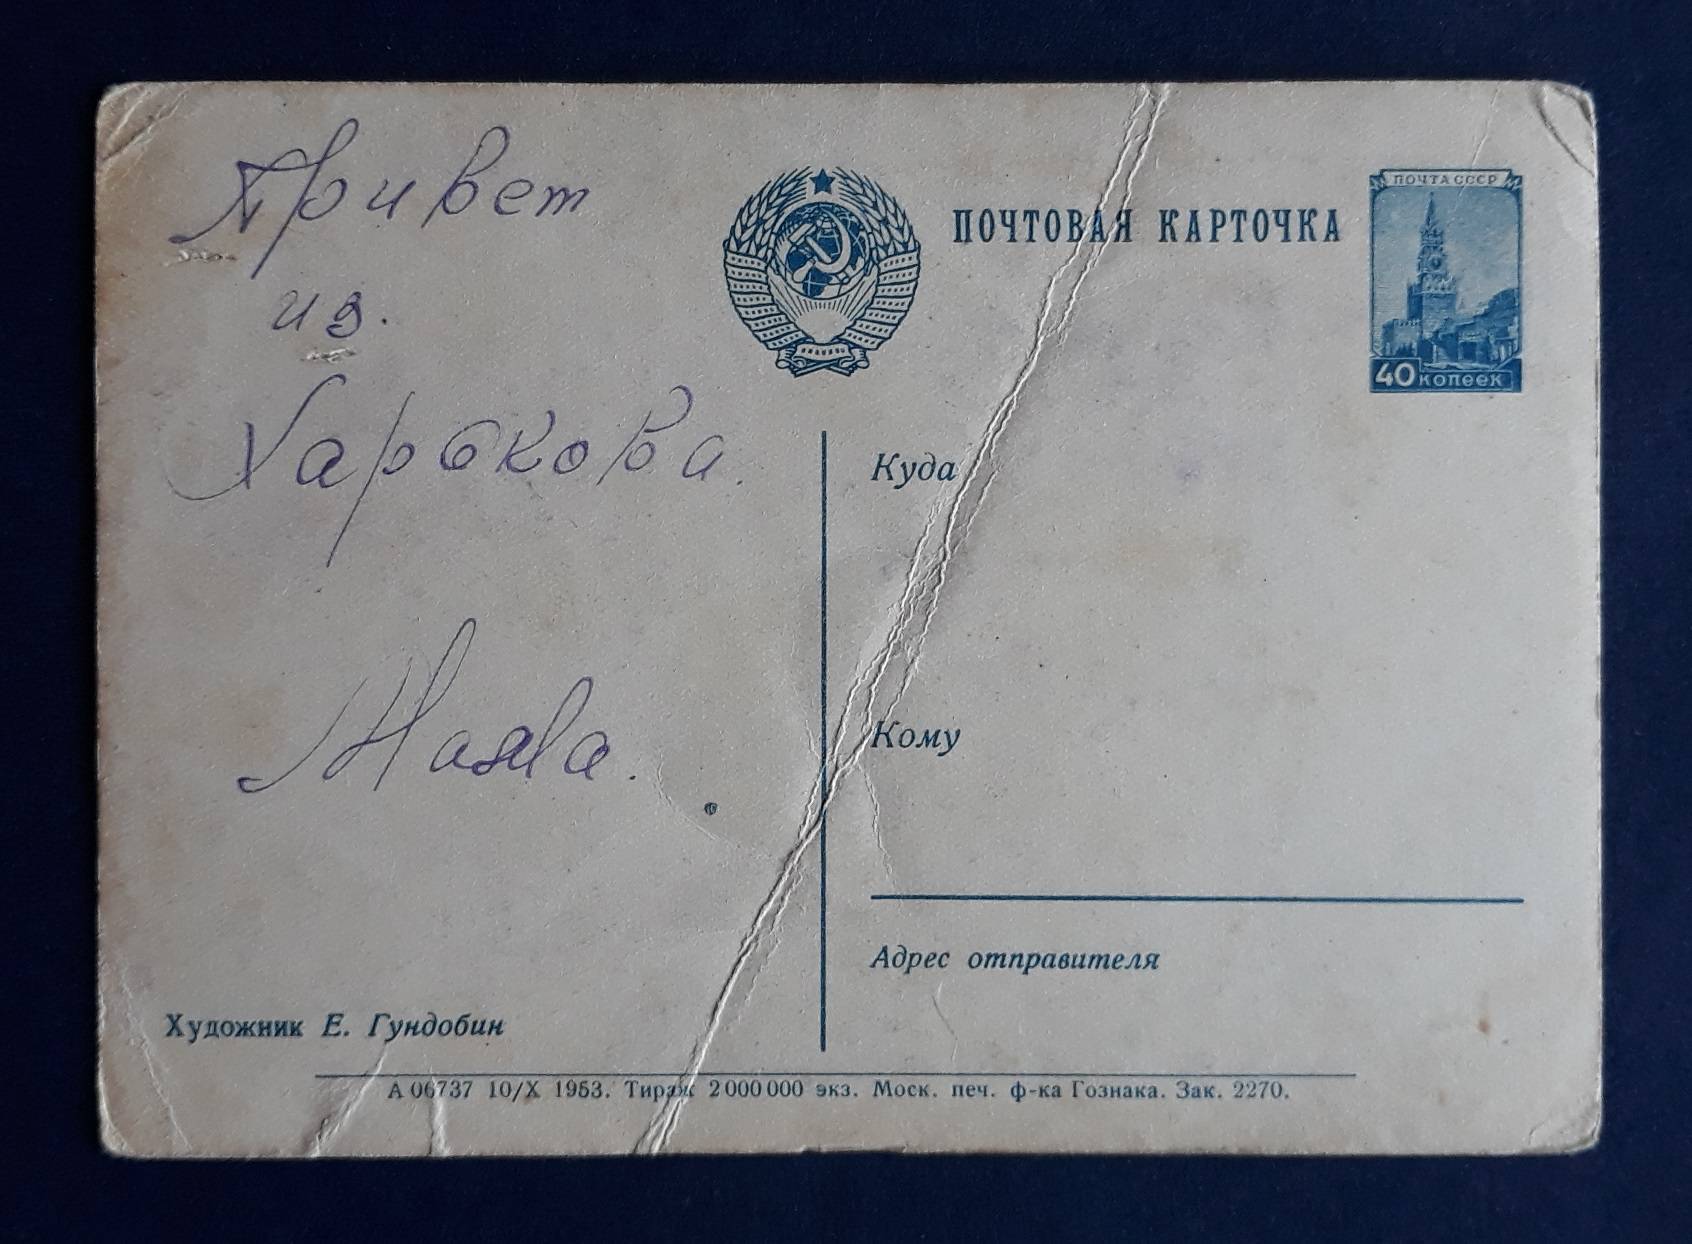 Привет
из.
Харькова.
ПОЧТОВАЯ КАРТОЧКА
ПОЧТА СССР
40 копеек
Куда
Кому
Адрес отправителя
Художник Е. Гундобин
А 06737 10/X 1953. Тираж 2 000 000 экз. Моск. печ. ф-ка Гознака. Зак. 2270.